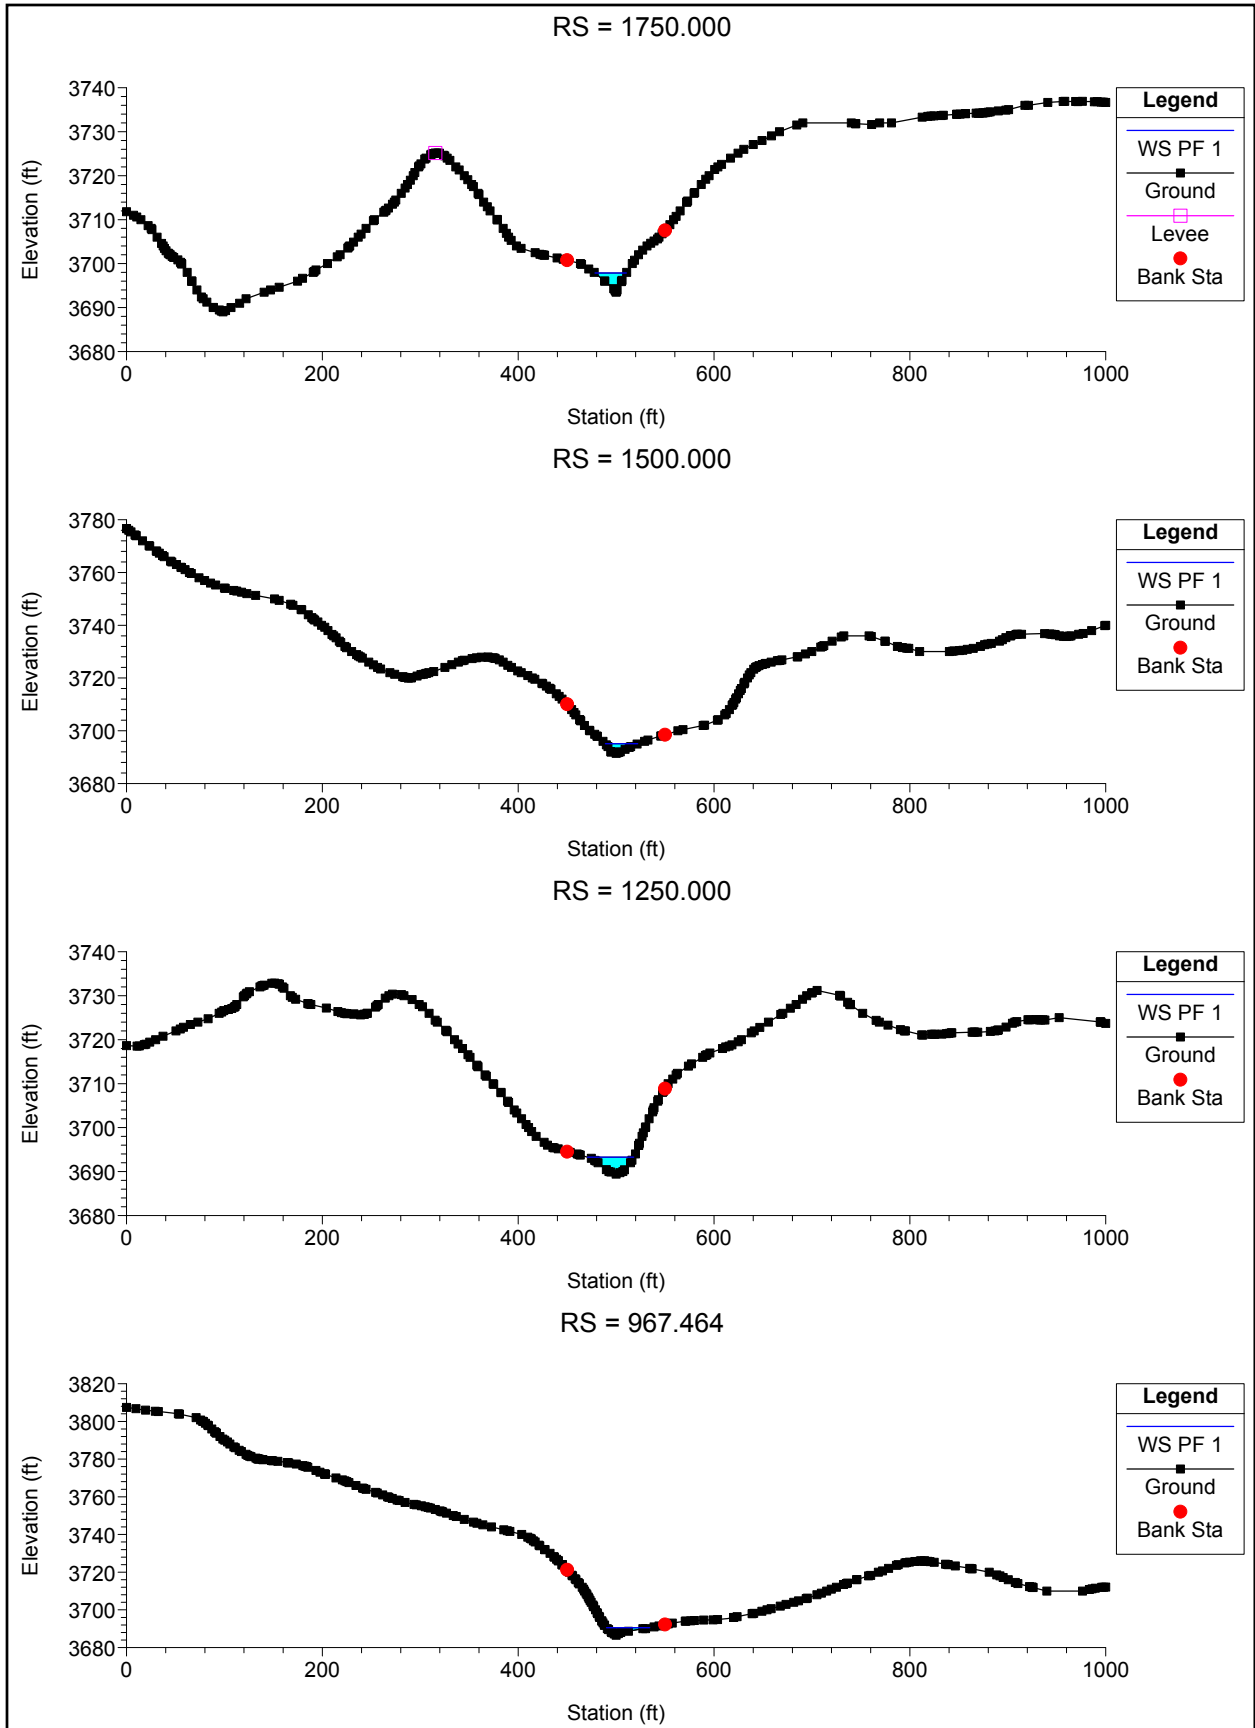 RS = 1750.000
3740
3730
3720
3710
3700
3690
3680
Elevation (ft)
0 200 400 600 800 1000
Station (ft)
Legend
WS PF 1
Ground
Levee
Bank Sta
RS = 1500.000
3780
3760
3740
3720
3700
3680
Elevation (ft)
0 200 400 600 800 1000
Station (ft)
Legend
WS PF 1
Ground
Bank Sta
RS = 1250.000
3740
3730
3720
3710
3700
3690
3680
Elevation (ft)
0 200 400 600 800 1000
Station (ft)
Legend
WS PF 1
Ground
Bank Sta
RS = 967.464
3820
3800
3780
3760
3740
3720
3700
3680
Elevation (ft)
0 200 400 600 800 1000
Station (ft)
Legend
WS PF 1
Ground
Bank Sta